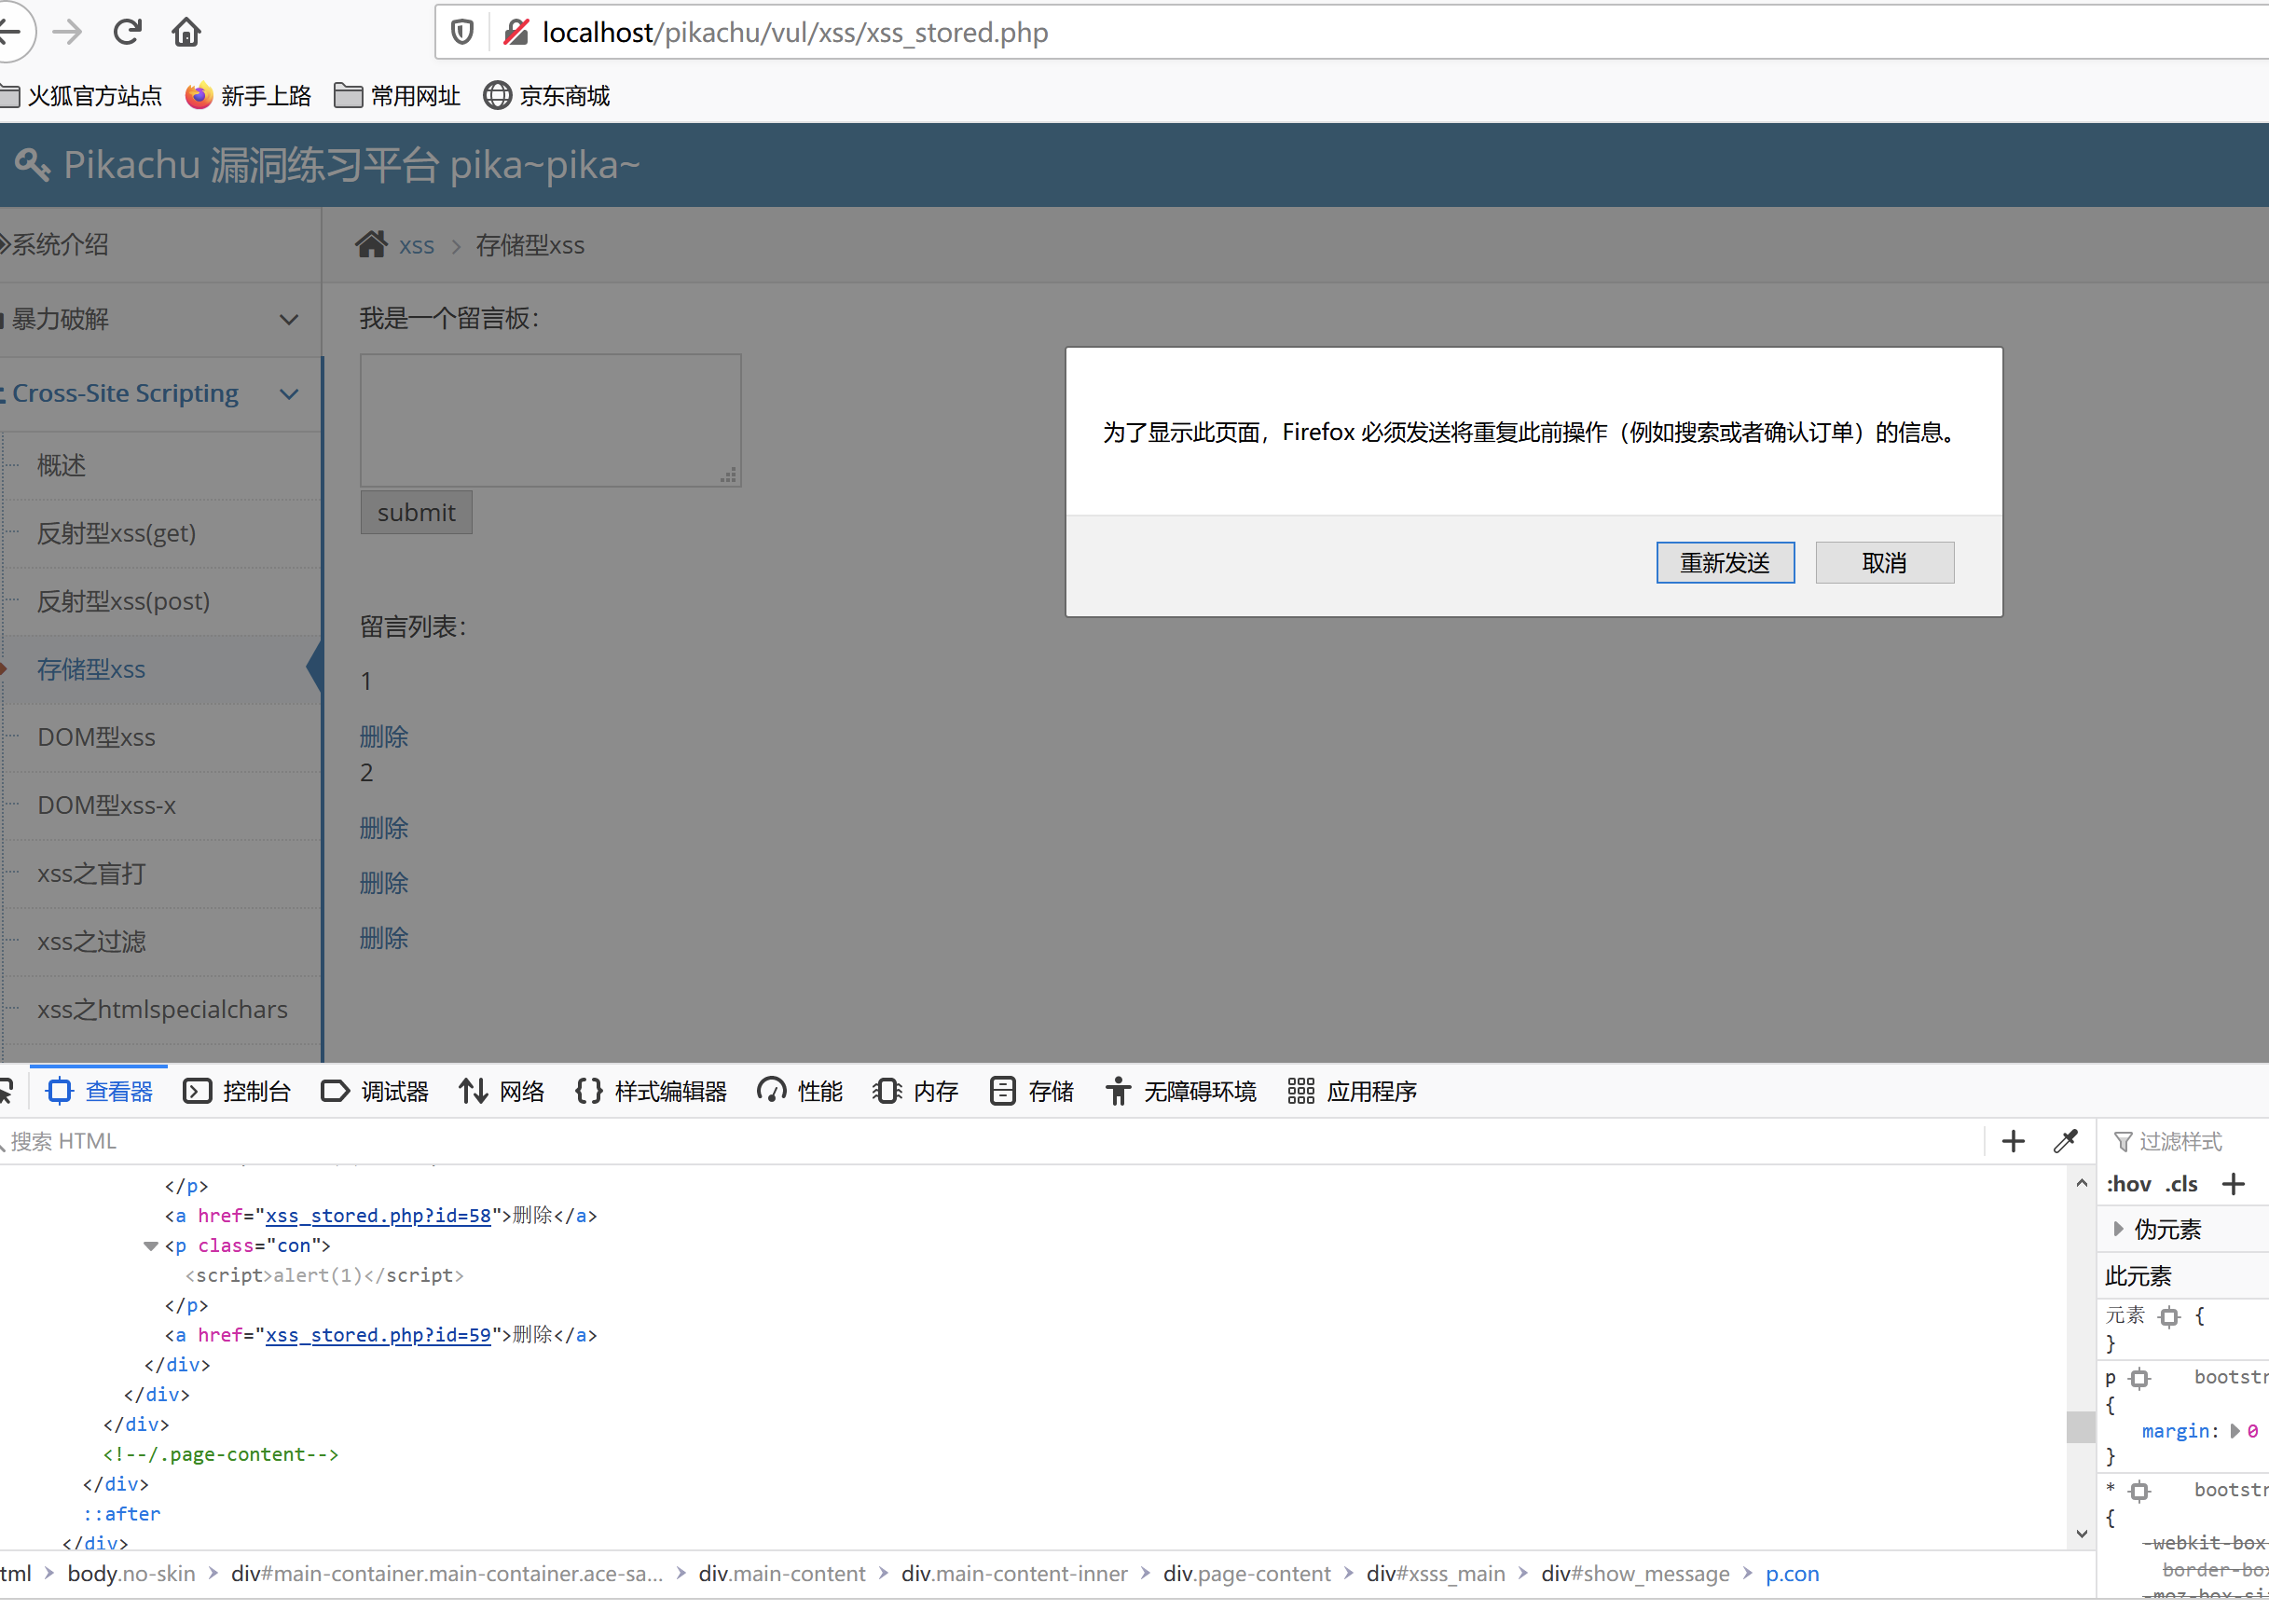 localhost/pikachu/vul/xss/xss_stored.php
火狐官方站点 新手上路 常用网址 京东商城
Pikachu 漏洞练习平台 pika~pika~
系统介绍
xss > 存储型xss
暴力破解
我是一个留言板：
Cross-Site Scripting
为了显示此页面，Firefox 必须发送将重复此前操作（例如搜索或者确认订单）的信息。
概述
submit
反射型xss(get)
重新发送 取消
反射型xss(post)
留言列表：
存储型xss
1
DOM型xss
删除
2
DOM型xss-x
删除
xss之盲打
删除
xss之过滤
删除
xss之htmlspecialchars
查看器 控制台 调试器 网络 样式编辑器 性能 内存 存储 无障碍环境 应用程序
搜索 HTML
过滤样式
</p>
:hov .cls +
<a href="xss_stored.php?id=58">删除</a>
伪元素
<p class="con">
<script>alert(1)</script>
此元素
</p>
元素 {
<a href="xss_stored.php?id=59">删除</a>
}
</div>
p bootstr
</div>
{
</div>
margin: 0
<!--/.page-content-->
}
</div>
* bootstr
::after
{
</div>
-webkit-box
border-box
-moz-box-si
tml > body.no-skin > div#main-container.main-container.ace-sa... > div.main-content > div.main-content-inner > div.page-content > div#xsss_main > div#show_message > p.con